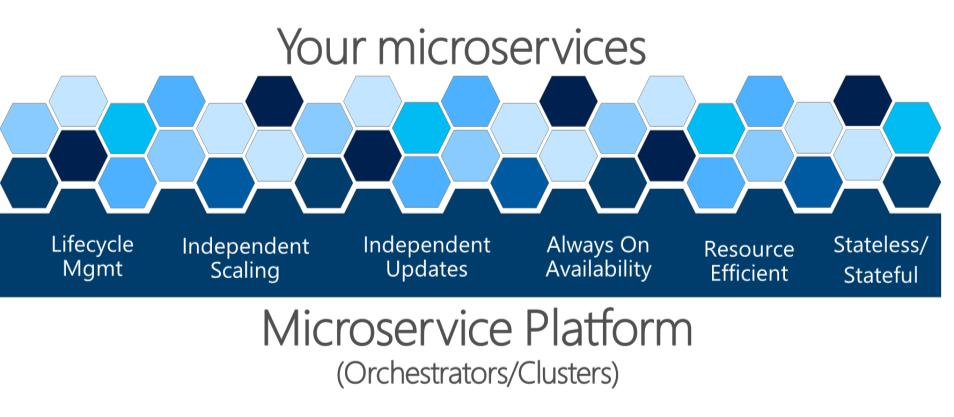 Your microservices
Lifecycle
Mgmt
Independent
Scaling
Independent
Updates
Always On
Availability
Resource
Efficient
Stateless/
Stateful
Microservice Platform
(Orchestrators/Clusters)